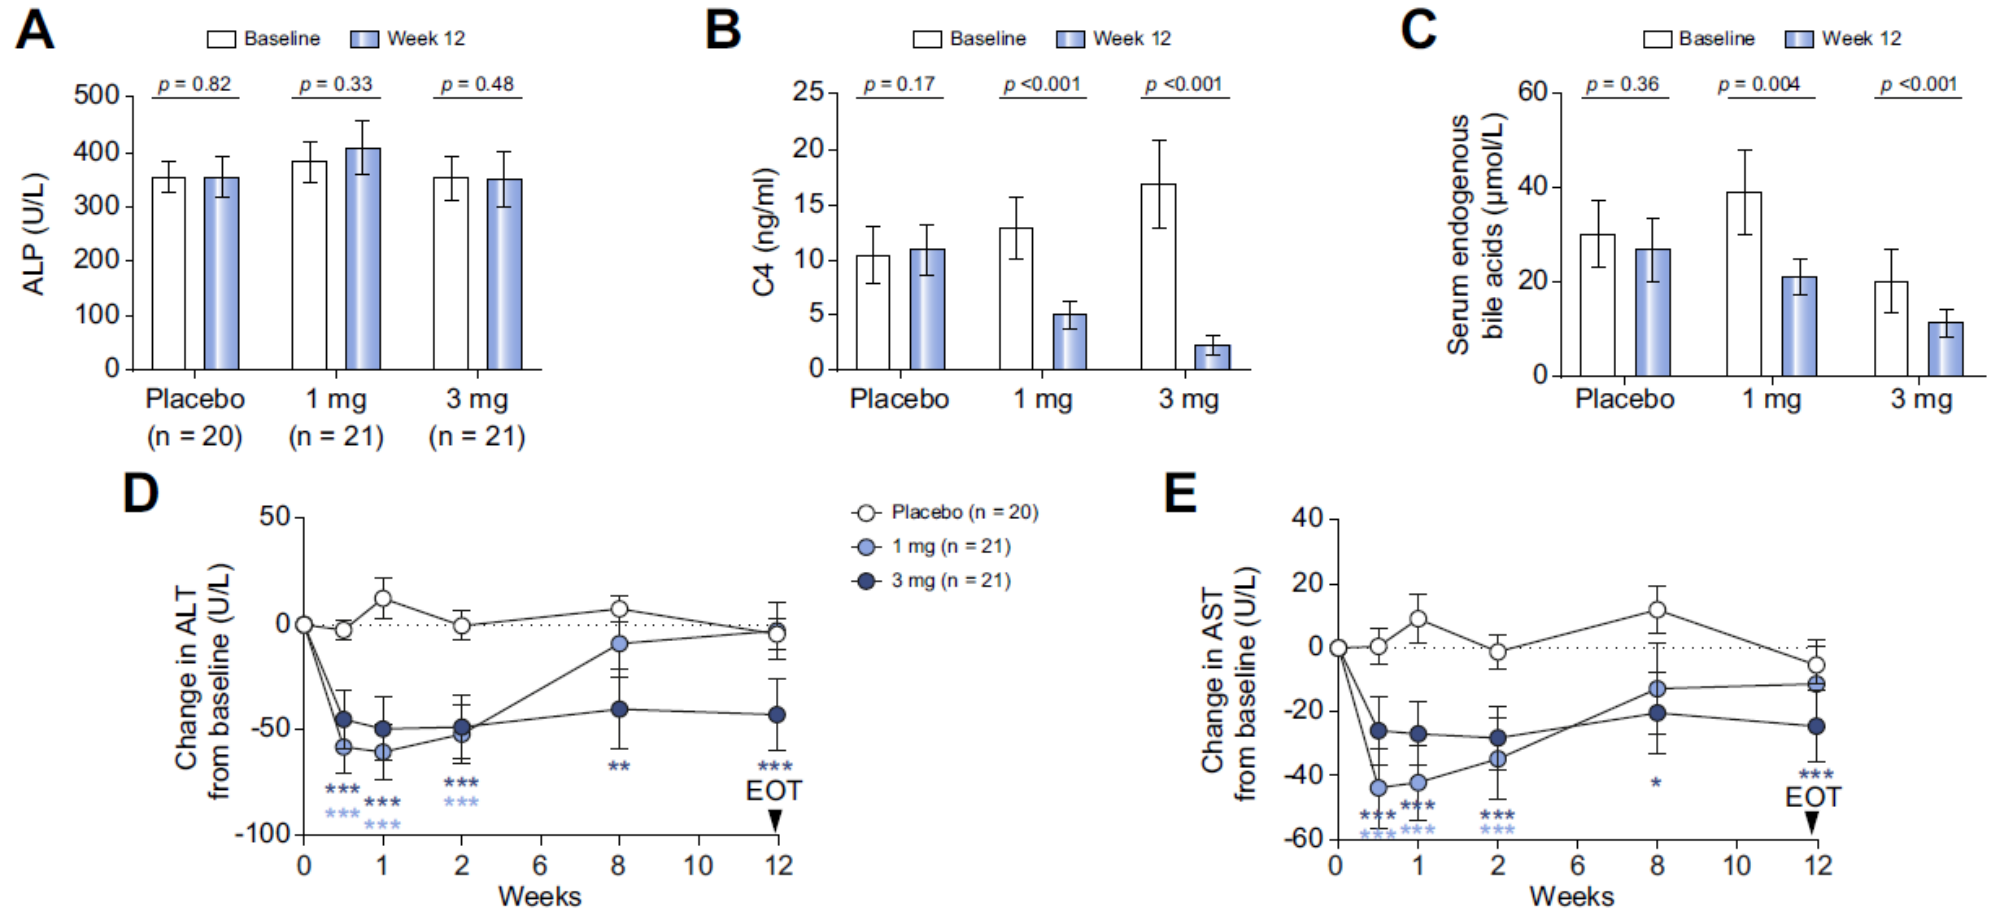 A
Baseline
Week 12
p = 0.82
p = 0.33
p = 0.48
ALP (U/L)
500
400
300
200
100
0
Placebo
(n = 20)
1 mg
(n = 21)
3 mg
(n = 21)
B
Baseline
Week 12
p = 0.17
p <0.001
p <0.001
C4 (ng/ml)
25
20
15
10
5
0
Placebo
1 mg
3 mg
C
Baseline
Week 12
p = 0.36
p = 0.004
p <0.001
Serum endogenous
bile acids (µmol/L)
60
40
20
0
Placebo
1 mg
3 mg
D
Change in ALT
from baseline (U/L)
50
0
-50
-100
***
***
***
***
***
***
**
***
EOT
0
1
2
6
8
10
12
Weeks
Placebo (n = 20)
1 mg (n = 21)
3 mg (n = 21)
E
Change in AST
from baseline (U/L)
40
20
0
-20
-40
-60
***
***
***
***
***
***
*
***
EOT
0
1
2
6
8
10
12
Weeks